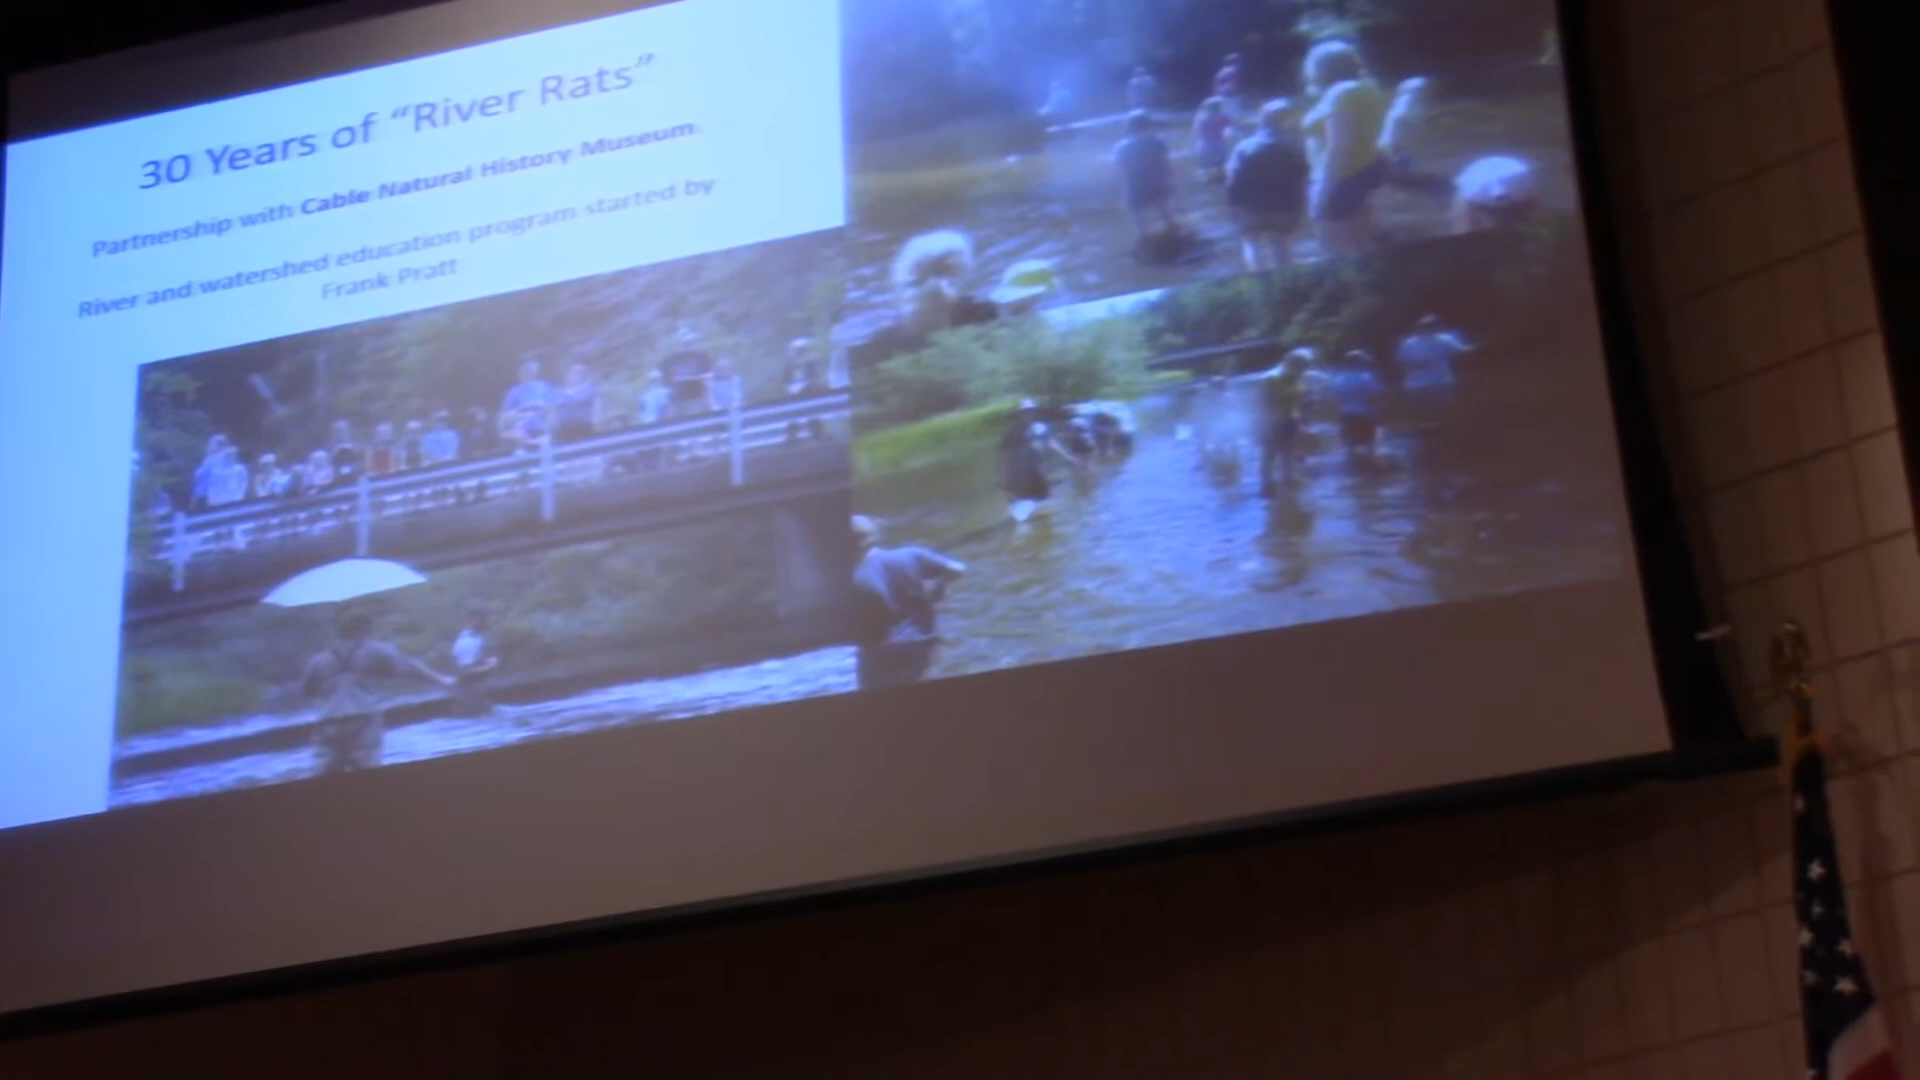 30 Years of “River Rats”
Partnership with Cable Natural History Museum.
River and watershed education program started by
Frank Pratt